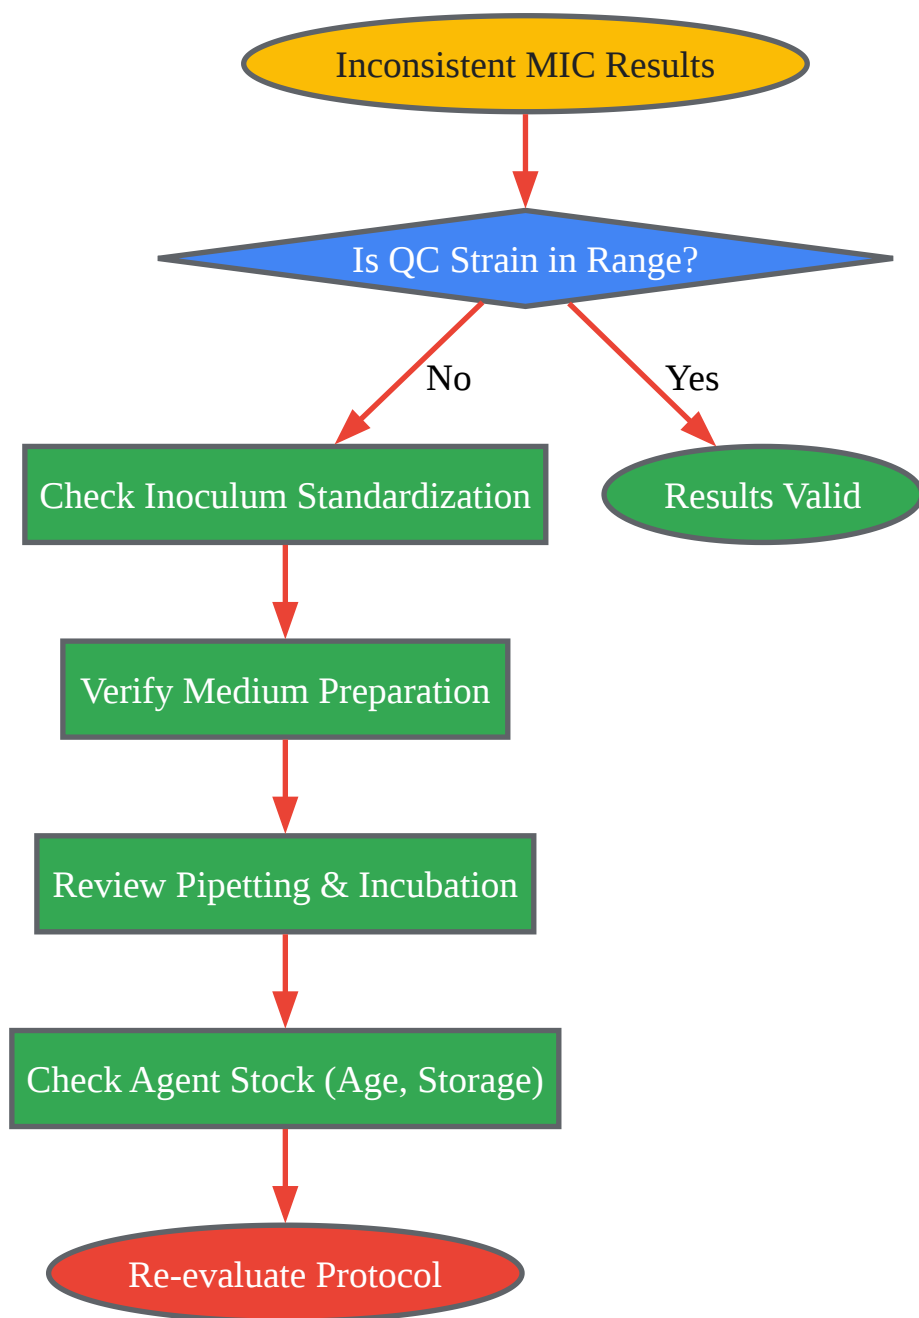 Inconsistent MIC Results
Is QC Strain in Range?
No
Yes
Check Inoculum Standardization
Results Valid
Verify Medium Preparation
Review Pipetting & Incubation
Check Agent Stock (Age, Storage)
Re-evaluate Protocol